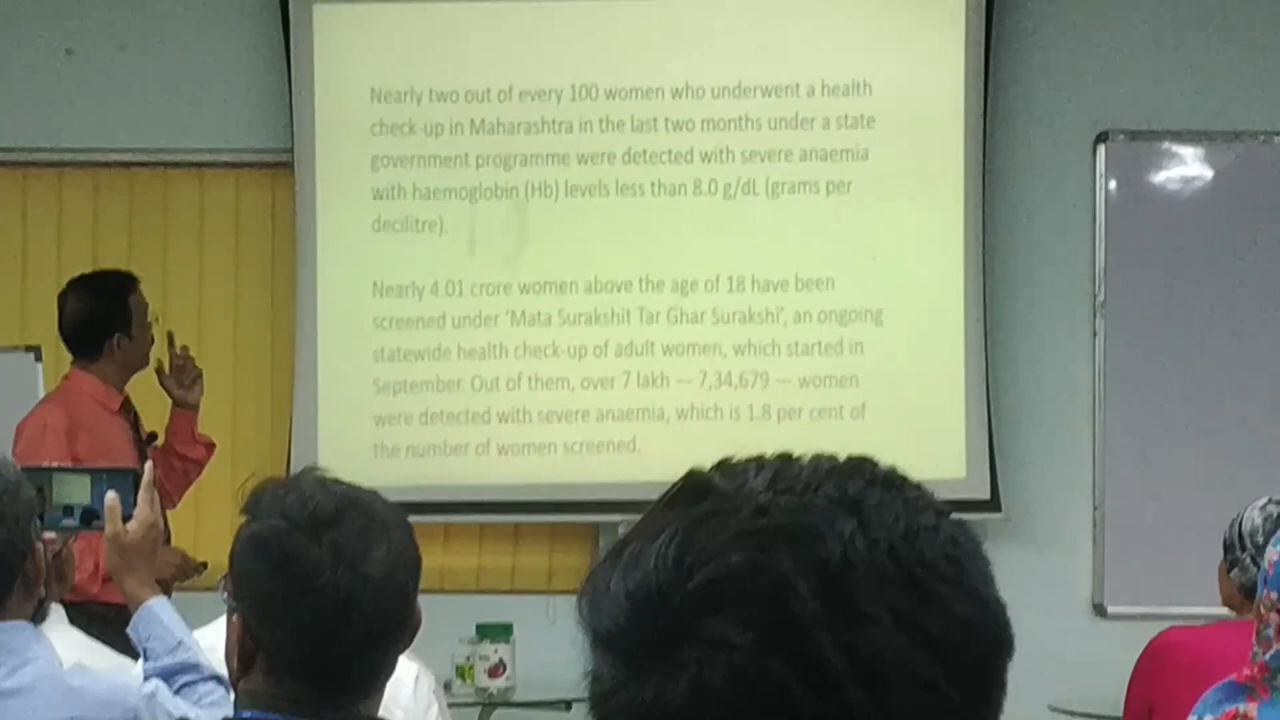 Nearly two out of every 100 women who underwent a health
check-up in Maharashtra in the last two months under a state
government programme were detected with severe anaemia
with haemoglobin (Hb) levels less than 8.0 g/dL (grams per
decilitre).
Nearly 4.01 crore women above the age of 18 have been
screened under ‘Mata Surakshit Tar Ghar Surakshi’, an ongoing
statewide health check-up of adult women, which started in
September. Out of them, over 7 lakh — 7,34,679 — women
were detected with severe anaemia, which is 1.8 per cent of
the number of women screened.